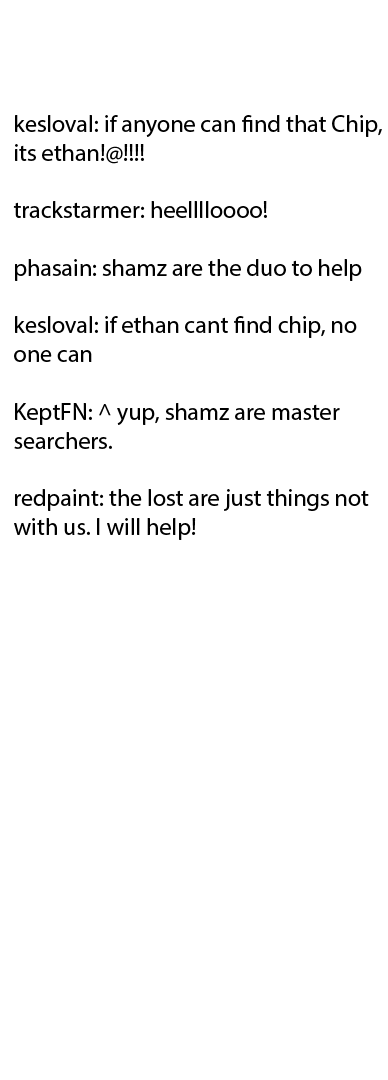 kesloval: if anyone can find that Chip,
its ethan!@!!!!
trackstarmer: heelllloooo!
phasain: shamz are the duo to help
kesloval: if ethan cant find chip, no
one can
KeptFN: ^ yup, shamz are master
searchers.
redpaint: the lost are just things not
with us. I will help!